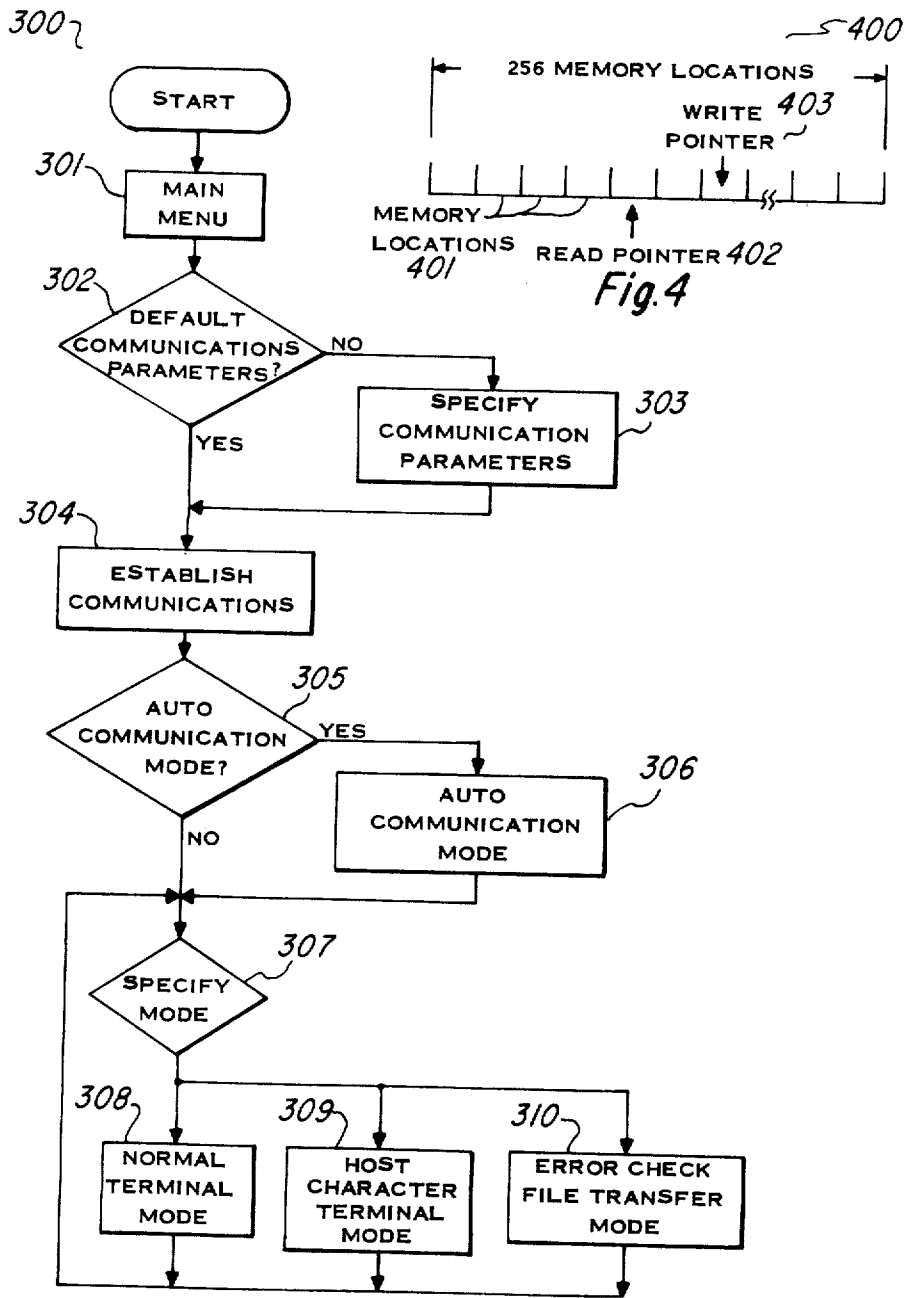 300
START
301
MAIN
MENU
302
DEFAULT
COMMUNICATIONS
PARAMETERS?
NO
YES
SPECIFY
COMMUNICATION
PARAMETERS
303
304
ESTABLISH
COMMUNICATIONS
305
AUTO
COMMUNICATION
MODE?
YES
NO
AUTO
COMMUNICATION
MODE
306
307
SPECIFY
MODE
308
NORMAL
TERMINAL
MODE
309
HOST
CHARACTER
TERMINAL
MODE
310
ERROR CHECK
FILE TRANSFER
MODE
400
256 MEMORY LOCATIONS
WRITE
POINTER
403
MEMORY
LOCATIONS
401
READ POINTER 402
Fig.4